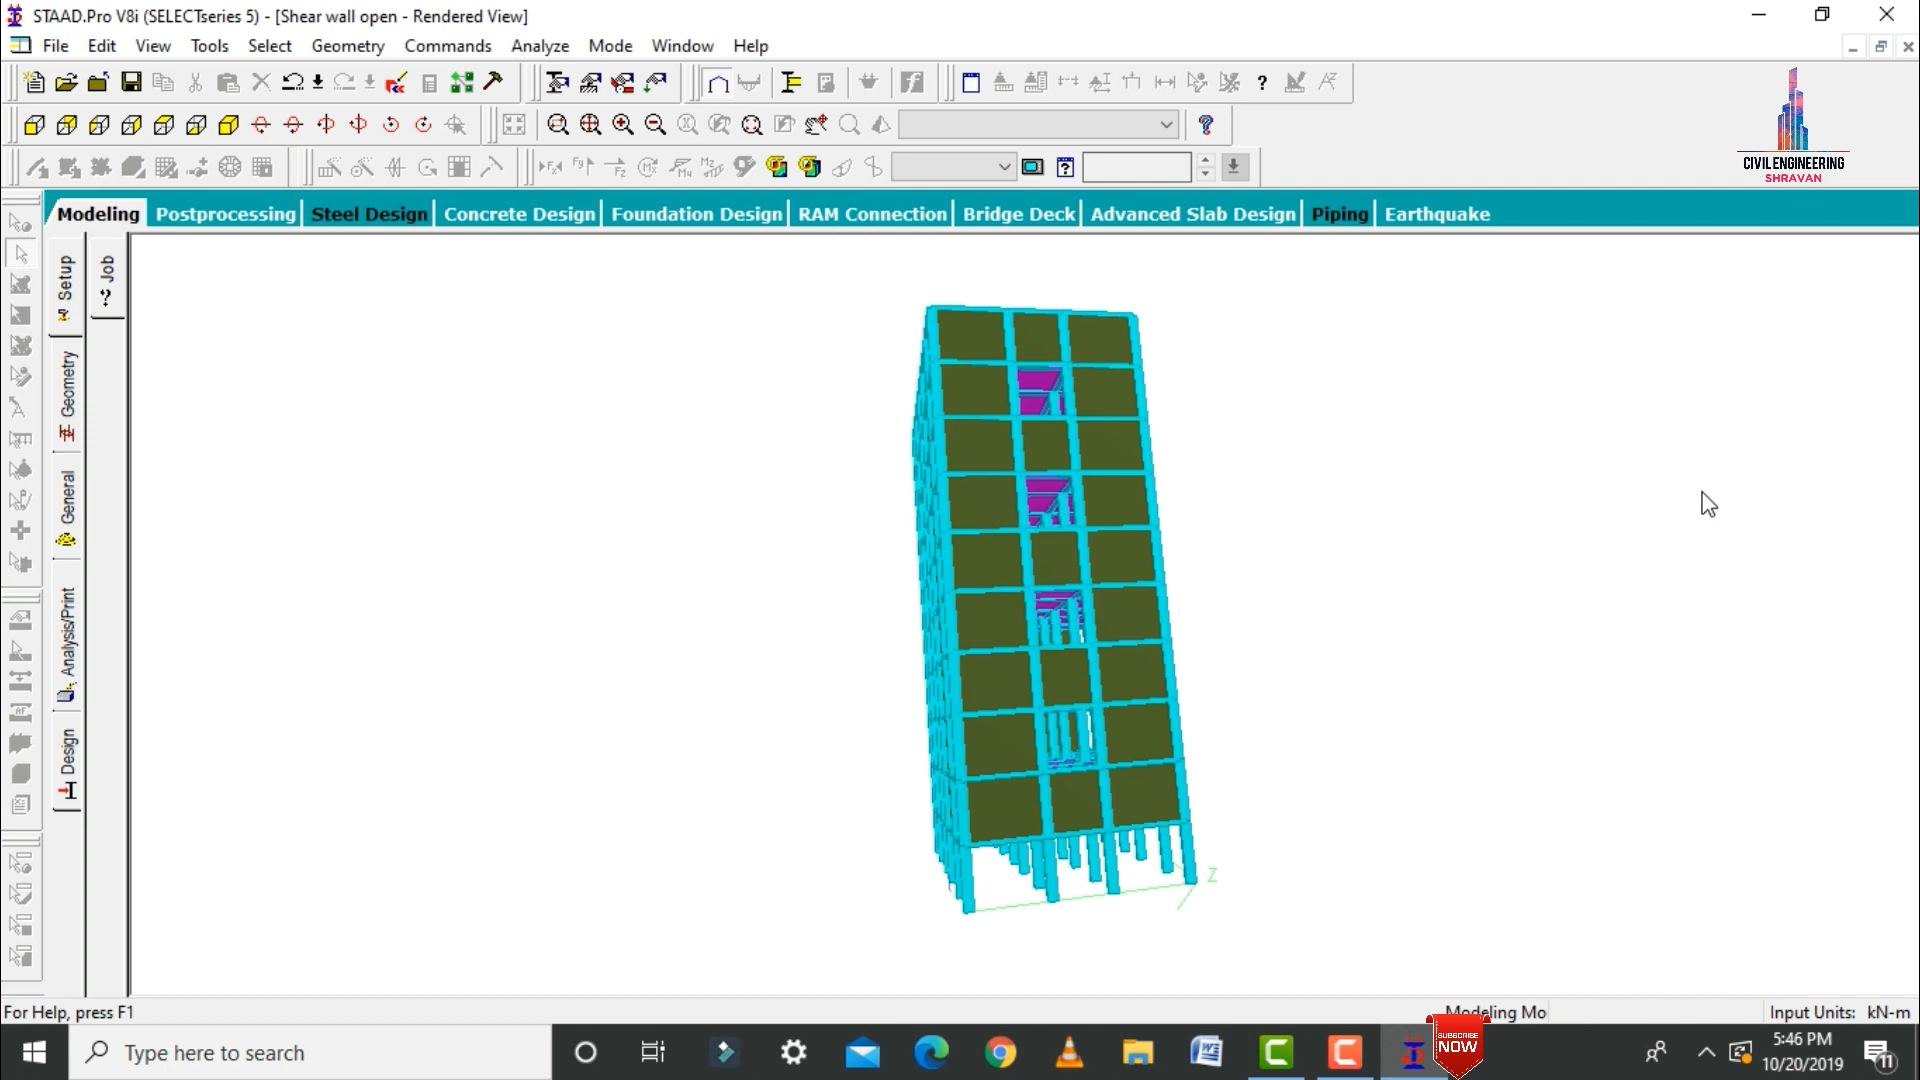 STAAD.Pro V8i (SELECTseries 5) - [Shear wall open - Rendered View]
File Edit View Tools Select Geometry Commands Analyze Mode Window Help
CIVIL ENGINEERING
SHRAVAN
Modeling Postprocessing Steel Design Concrete Design Foundation Design RAM Connection Bridge Deck Advanced Slab Design Piping Earthquake
Setup
Job
Geometry
General
Analysis/Print
Design
Z
For Help, press F1
Modeling Mo
Input Units: kN-m
Type here to search
SUBSCRIBE
NOW
5:46 PM
10/20/2019
11